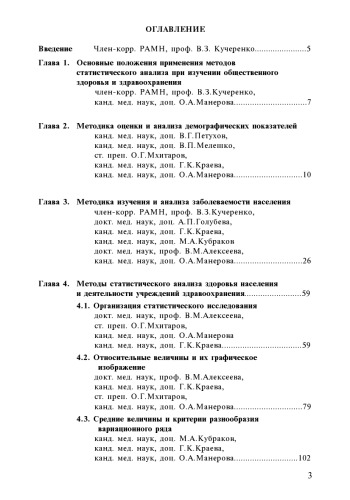 ОГЛАВЛЕНИЕ
Введение Член-корр. РАМН, проф. В.З. Кучеренко......................5
Глава 1. Основные положения применения методов
статистического анализа при изучении общественного
здоровья и здравоохранения
член-корр. РАМН, проф. В.З.Кучеренко,
канд. мед. наук, доц. О.А.Манерова..............................7
Глава 2. Методика оценки и анализа демографических показателей
канд. мед. наук, доц. В.Г.Петухов,
канд. мед. наук, доц. В.П.Мелешко,
ст. преп. О.Г.Мхитаров,
канд. мед. наук, доц. Г.К.Краева,
канд. мед. наук, доц. О.А.Манерова............................10
Глава 3. Методика изучения и анализа заболеваемости населения
член-корр. РАМН, проф. В.З.Кучеренко,
докт. мед. наук, доц. А.П.Голубева,
канд. мед. наук, доц. Г.К.Краева,
канд. мед. наук, доц. М.А.Кубраков
докт. мед. наук, проф. В.М.Алексеева,
канд. мед. наук, доц. О.А.Манерова............................26
Глава 4. Методы статистического анализа здоровья населения
и деятельности учреждений здравоохранения........................59
4.1. Организация статистического исследования
докт. мед. наук, проф. В.М.Алексеева,
ст. преп. О.Г.Мхитаров,
канд. мед. наук, доц. О.А.Манерова
канд. мед. наук, доц. Г.К.Краева................................59
4.2. Относительные величины и их графическое
изображение
докт. мед. наук, проф. В.М.Алексеева,
канд. мед. наук, доц. Г.К.Краева,
ст. преп. О.Г.Мхитаров,
канд. мед. наук, доц. О.А.Манерова............................79
4.3. Средние величины и критерии разнообразия
вариационного ряда
канд. мед. наук, доц. М.А.Кубраков,
канд. мед. наук, доц. Г.К.Краева,
канд. мед. наук, доц. О.А.Манерова..........................102
3